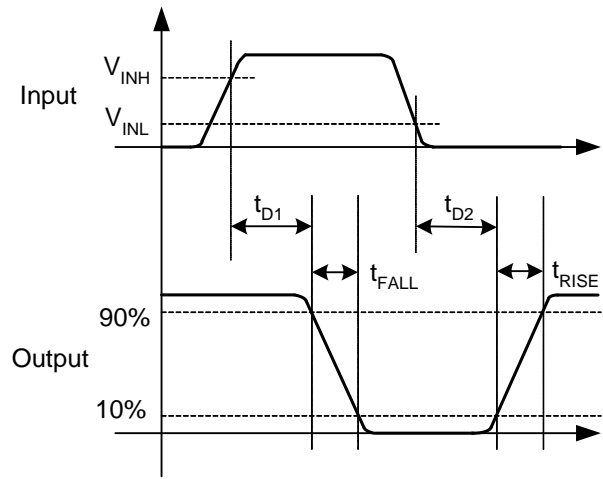 V_INH
Input
V_INL
t_D1
t_D2
t_FALL
t_RISE
90%
Output
10%